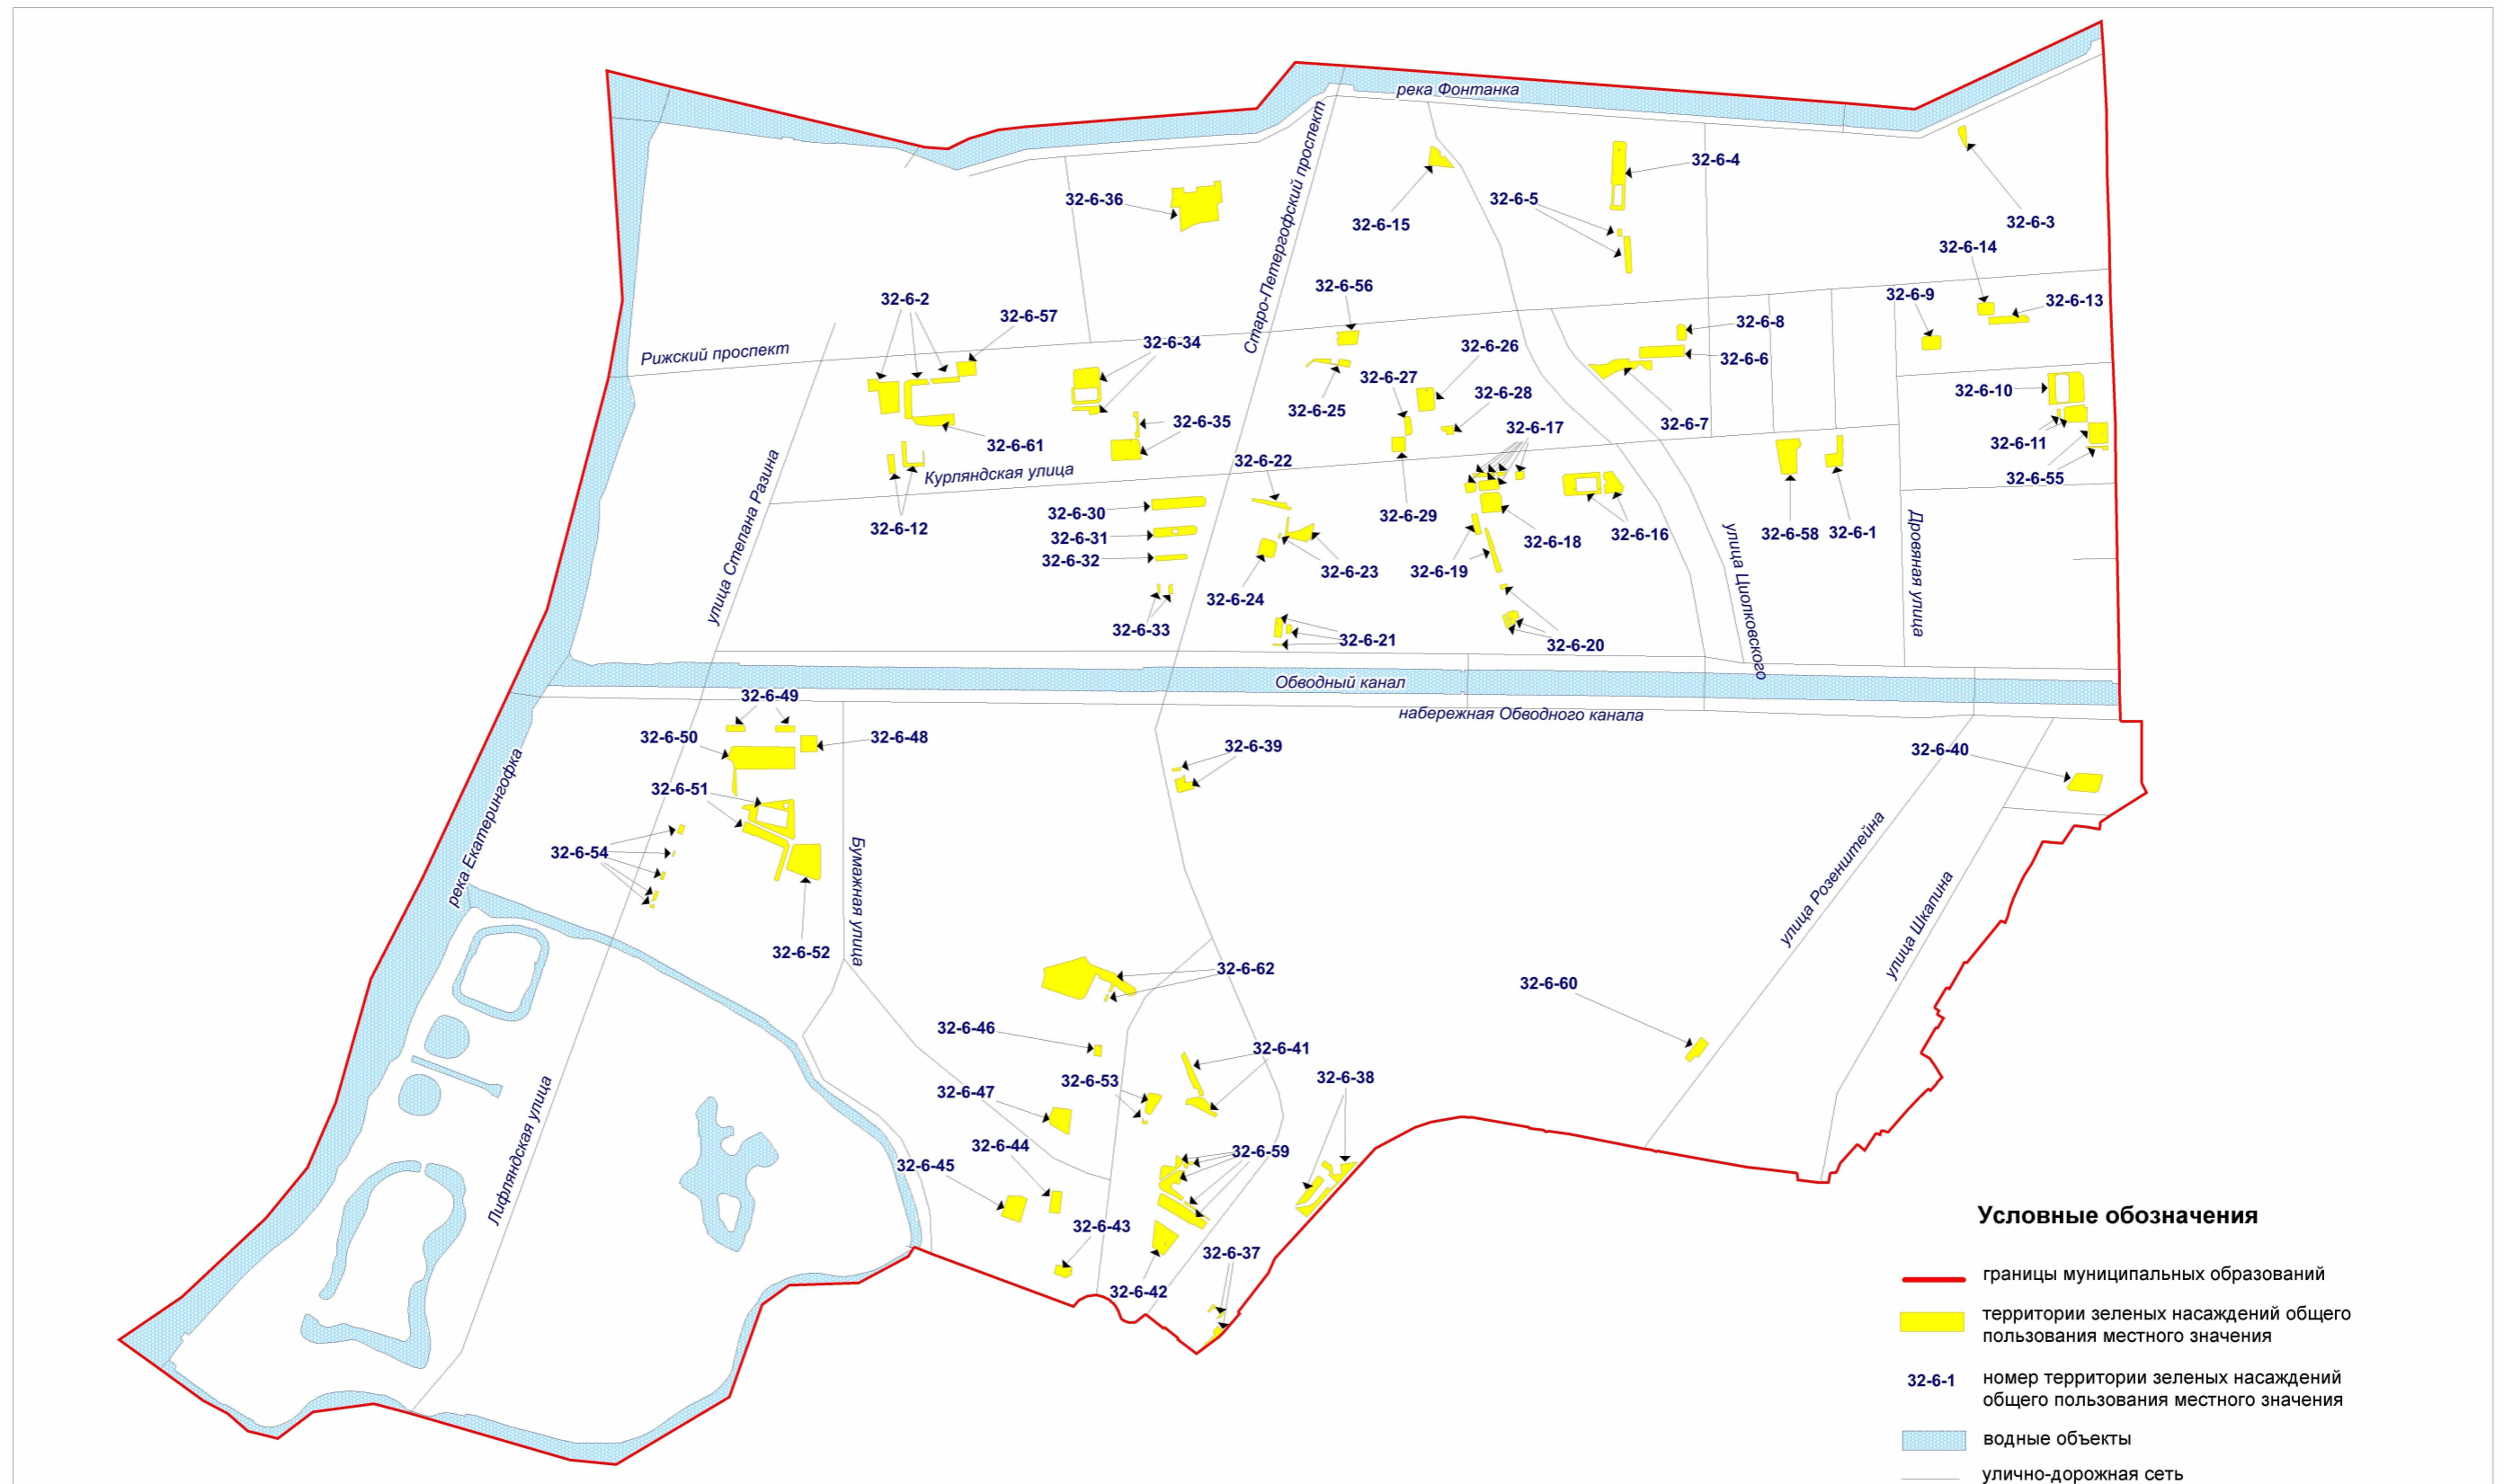 река Фонтанка
32-6-4
32-6-36
32-6-5
32-6-15
32-6-3
Старо-Петергофский проспект
32-6-14
32-6-56
32-6-9
32-6-13
32-6-2
32-6-57
32-6-8
32-6-34
32-6-26
32-6-6
Рижский проспект
32-6-27
32-6-28
32-6-10
32-6-25
32-6-35
32-6-17
32-6-7
32-6-61
32-6-11
32-6-22
Курляндская улица
32-6-55
улица Степана Разина
32-6-30
32-6-29
32-6-12
32-6-31
32-6-18
32-6-16
32-6-58
32-6-1
32-6-32
32-6-23
32-6-19
улица Циолковского
Дровяная улица
32-6-24
32-6-33
32-6-21
32-6-20
Обводный канал
32-6-49
набережная Обводного канала
32-6-50
32-6-48
32-6-39
32-6-40
32-6-51
река Екатерингофка
32-6-54
Бумажная улица
улица Розенштейна
улица Шкапина
32-6-52
32-6-62
32-6-60
32-6-46
32-6-41
32-6-53
32-6-38
32-6-47
Лифляндская улица
32-6-44
32-6-59
32-6-45
32-6-43
32-6-37
32-6-42
Условные обозначения
границы муниципальных образований
территории зеленых насаждений общего
пользования местного значения
32-6-1 номер территории зеленых насаждений
общего пользования местного значения
водные объекты
улично-дорожная сеть